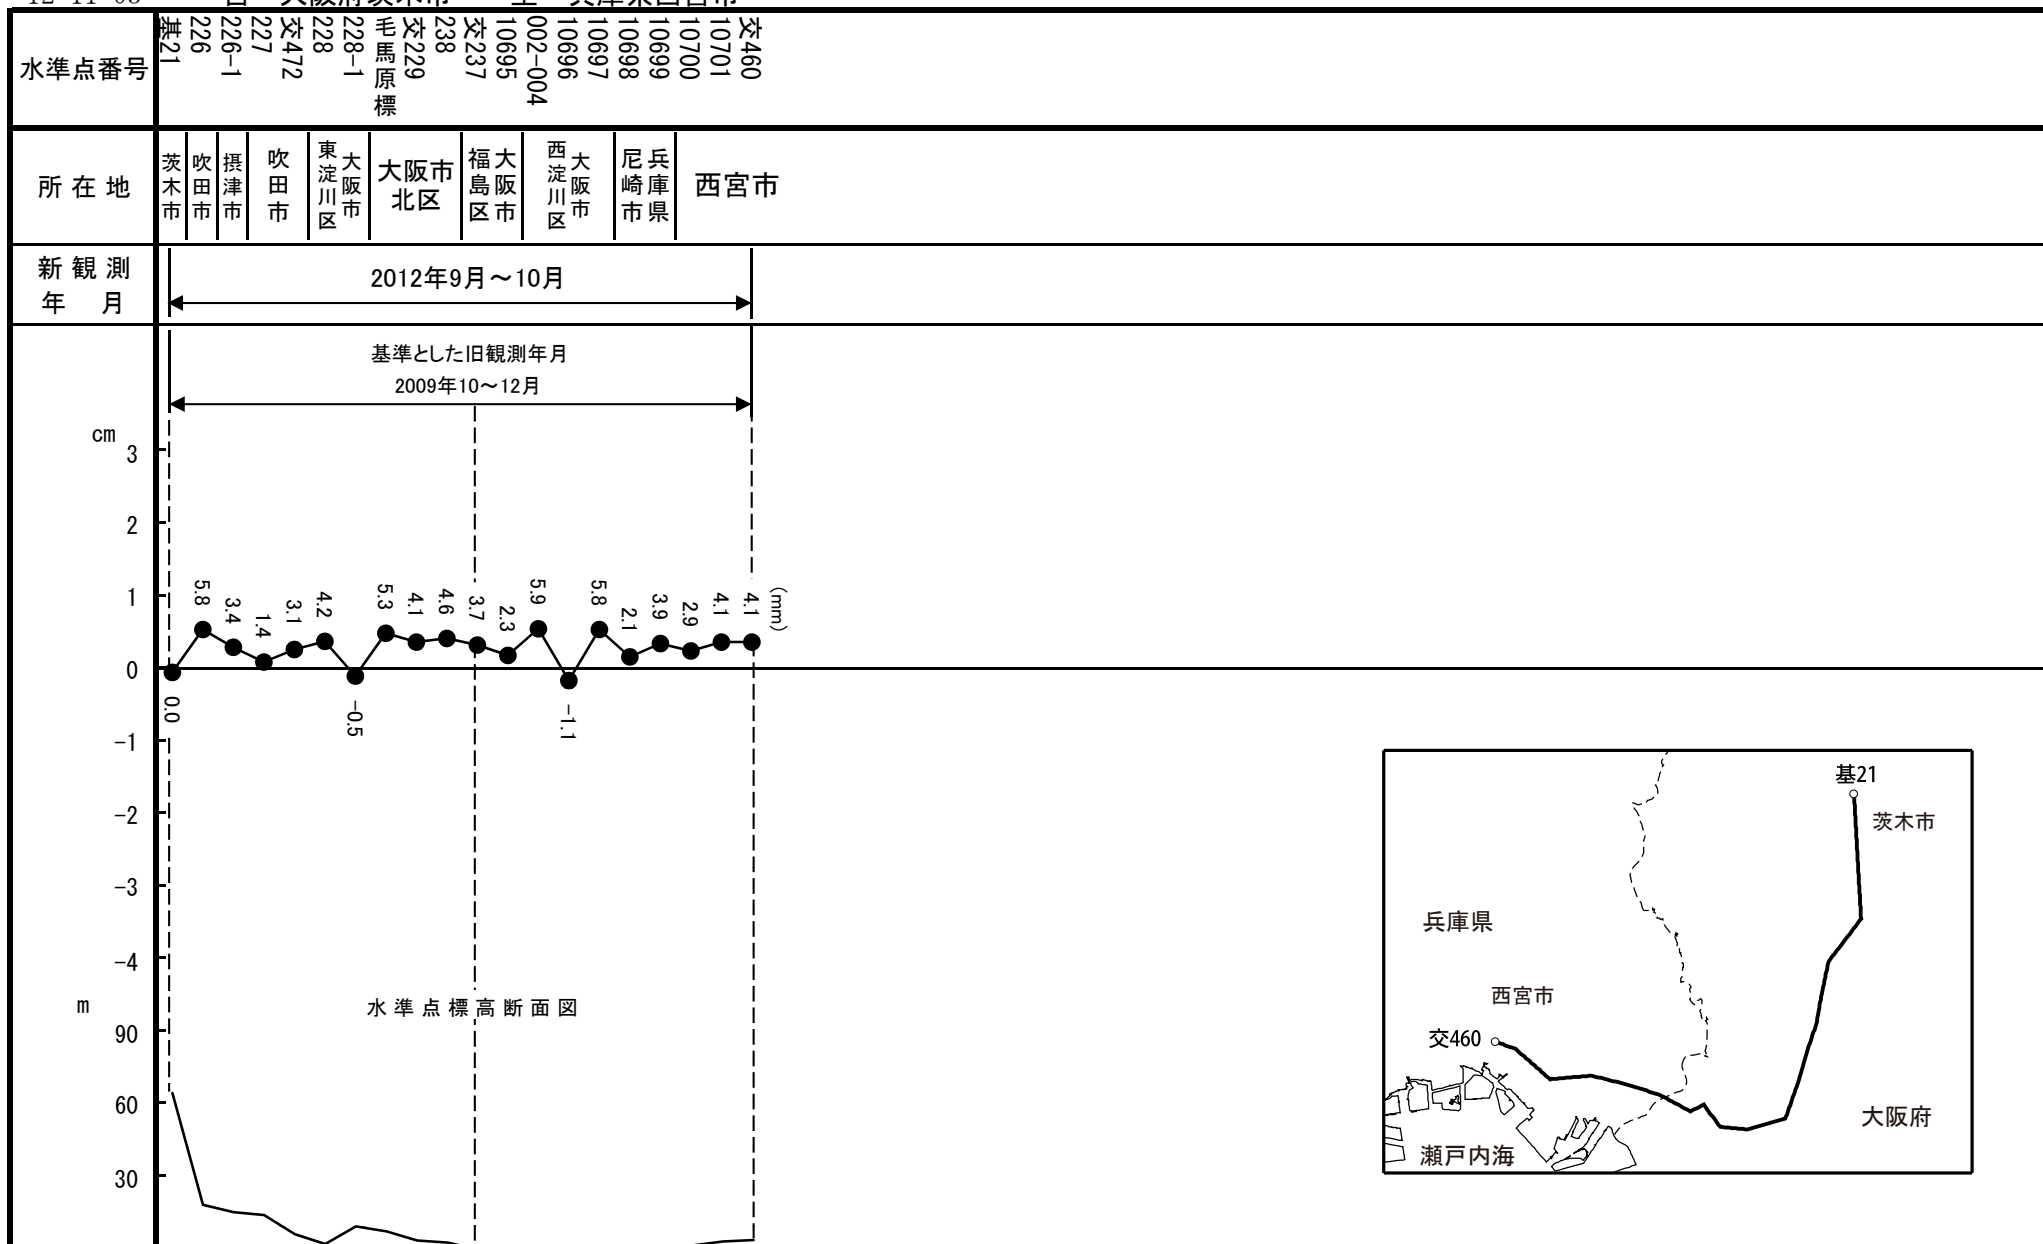 水準点番号
基21
226
226-1
227
交472
228
228-1
毛馬原標
交229
238
交237
10695
002-004
10696
10697
10698
10699
10700
10701
交460
所在地
茨木市
吹田市
摂津市
吹田市
大阪市
東淀川区
大阪市
北区
大阪市
福島区
大阪市
西淀川区
兵庫県
尼崎市
西宮市
新観測
年 月
2012年9月～10月
基準とした旧観測年月
2009年10～12月
cm
3
2
1
0
-1
-2
-3
-4
0.0
5.8
3.4
1.4
3.1
4.2
-0.5
5.3
4.1
4.6
3.7
2.3
5.9
-1.1
5.8
2.1
3.9
2.9
4.1
4.1
(mm)
m
水準点標高断面図
90
60
30
基21
茨木市
兵庫県
西宮市
交460
大阪府
瀬戸内海